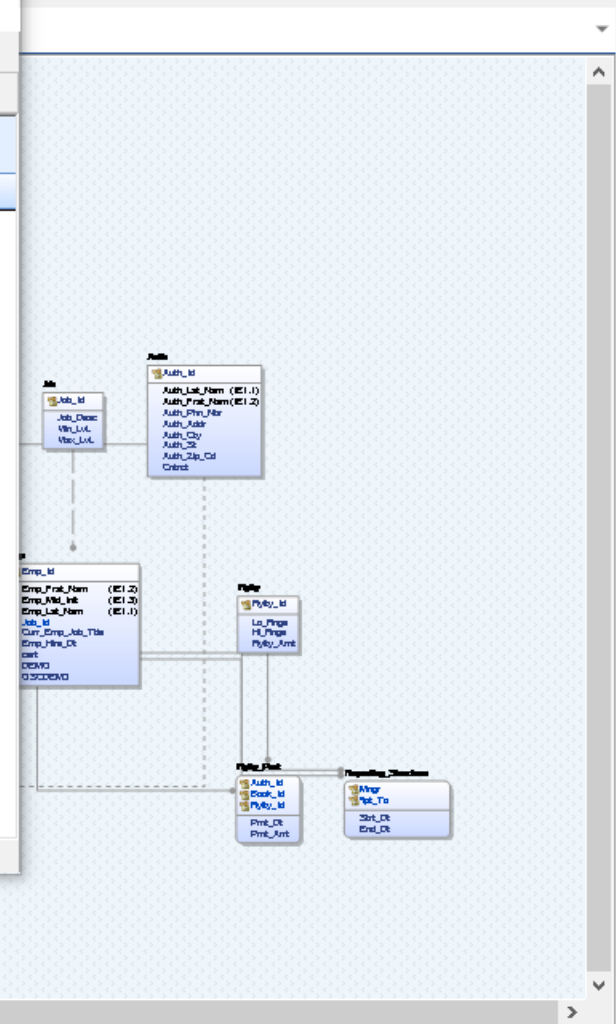 Auth_Id
Auth_Lst_Nam (IE1.1)
Auth_Frst_Nam (IE1.2)
Auth_Phn_Nbr
Auth_Addr
Auth_Cty
Auth_St
Auth_Zip_Cd
Cntrct
Job_Id
Job_Desc
Min_LvL
Max_LvL
Emp_Id
Emp_Frst_Nam (IE1.2)
Emp_Mid_Init (IE1.3)
Emp_Lst_Nam (IE1.1)
Job_Id
Curr_Emp_Job_Title
Emp_Hire_Dt
DEMO
Rylty_Id
Lo_Rnge
Hi_Rnge
Rylty_Amt
Auth_Id
Book_Id
Rylty_Id
Pmt_Dt
Pmt_Amt
Mngr
Rpt_To
Strt_Dt
End_Dt